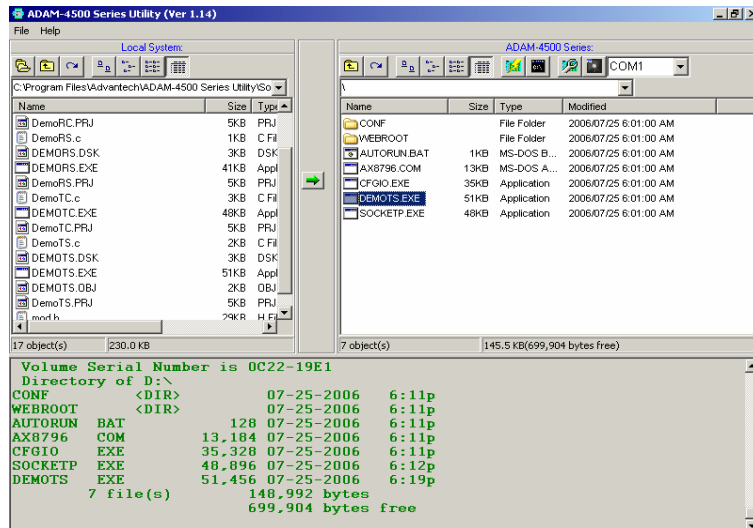 ADAM-4500 Series Utility (Ver 1.14)
File Help
Local System:
ADAM-4500 Series:
COM1
C:\Program Files\Advantech\ADAM-4500 Series Utility\So
\
Name Size Type
DemoRC.PRJ 5KB PRJ
DemoRS.c 1KB C Fil
DEMORS.DSK 3KB DSK
DEMORS.EXE 41KB Appl
DemoRS.PRJ 5KB PRJ
DemoTC.c 3KB C Fil
DEMOTC.EXE 48KB Appl
DemoTC.PRJ 5KB PRJ
DemoTS.c 2KB C Fil
DEMOTS.DSK 3KB DSK
DEMOTS.EXE 51KB Appl
DEMOTS.OBJ 2KB OBJ
DemoTS.PRJ 5KB PRJ
mod.h 29KB H Fil
17 object(s) 230.0 KB
Name Size Type Modified
CONF File Folder 2006/07/25 6:01:00 AM
WEBROOT File Folder 2006/07/25 6:01:00 AM
AUTORUN.BAT 1KB MS-DOS B... 2006/07/25 6:01:00 AM
AX8796.COM 13KB MS-DOS A... 2006/07/25 6:01:00 AM
CFGIO.EXE 35KB Application 2006/07/25 6:01:00 AM
DEMOTS.EXE 51KB Application 2006/07/25 6:01:00 AM
SOCKETP.EXE 48KB Application 2006/07/25 6:01:00 AM
7 object(s) 145.5 KB(699,904 bytes free)
Volume Serial Number is 0C22-19E1
Directory of D:\
CONF <DIR> 07-25-2006 6:11p
WEBROOT <DIR> 07-25-2006 6:11p
AUTORUN BAT 128 07-25-2006 6:11p
AX8796 COM 13,184 07-25-2006 6:11p
CFGIO EXE 35,328 07-25-2006 6:11p
SOCKETP EXE 48,896 07-25-2006 6:12p
DEMOTS EXE 51,456 07-25-2006 6:19p
7 file(s) 148,992 bytes
699,904 bytes free